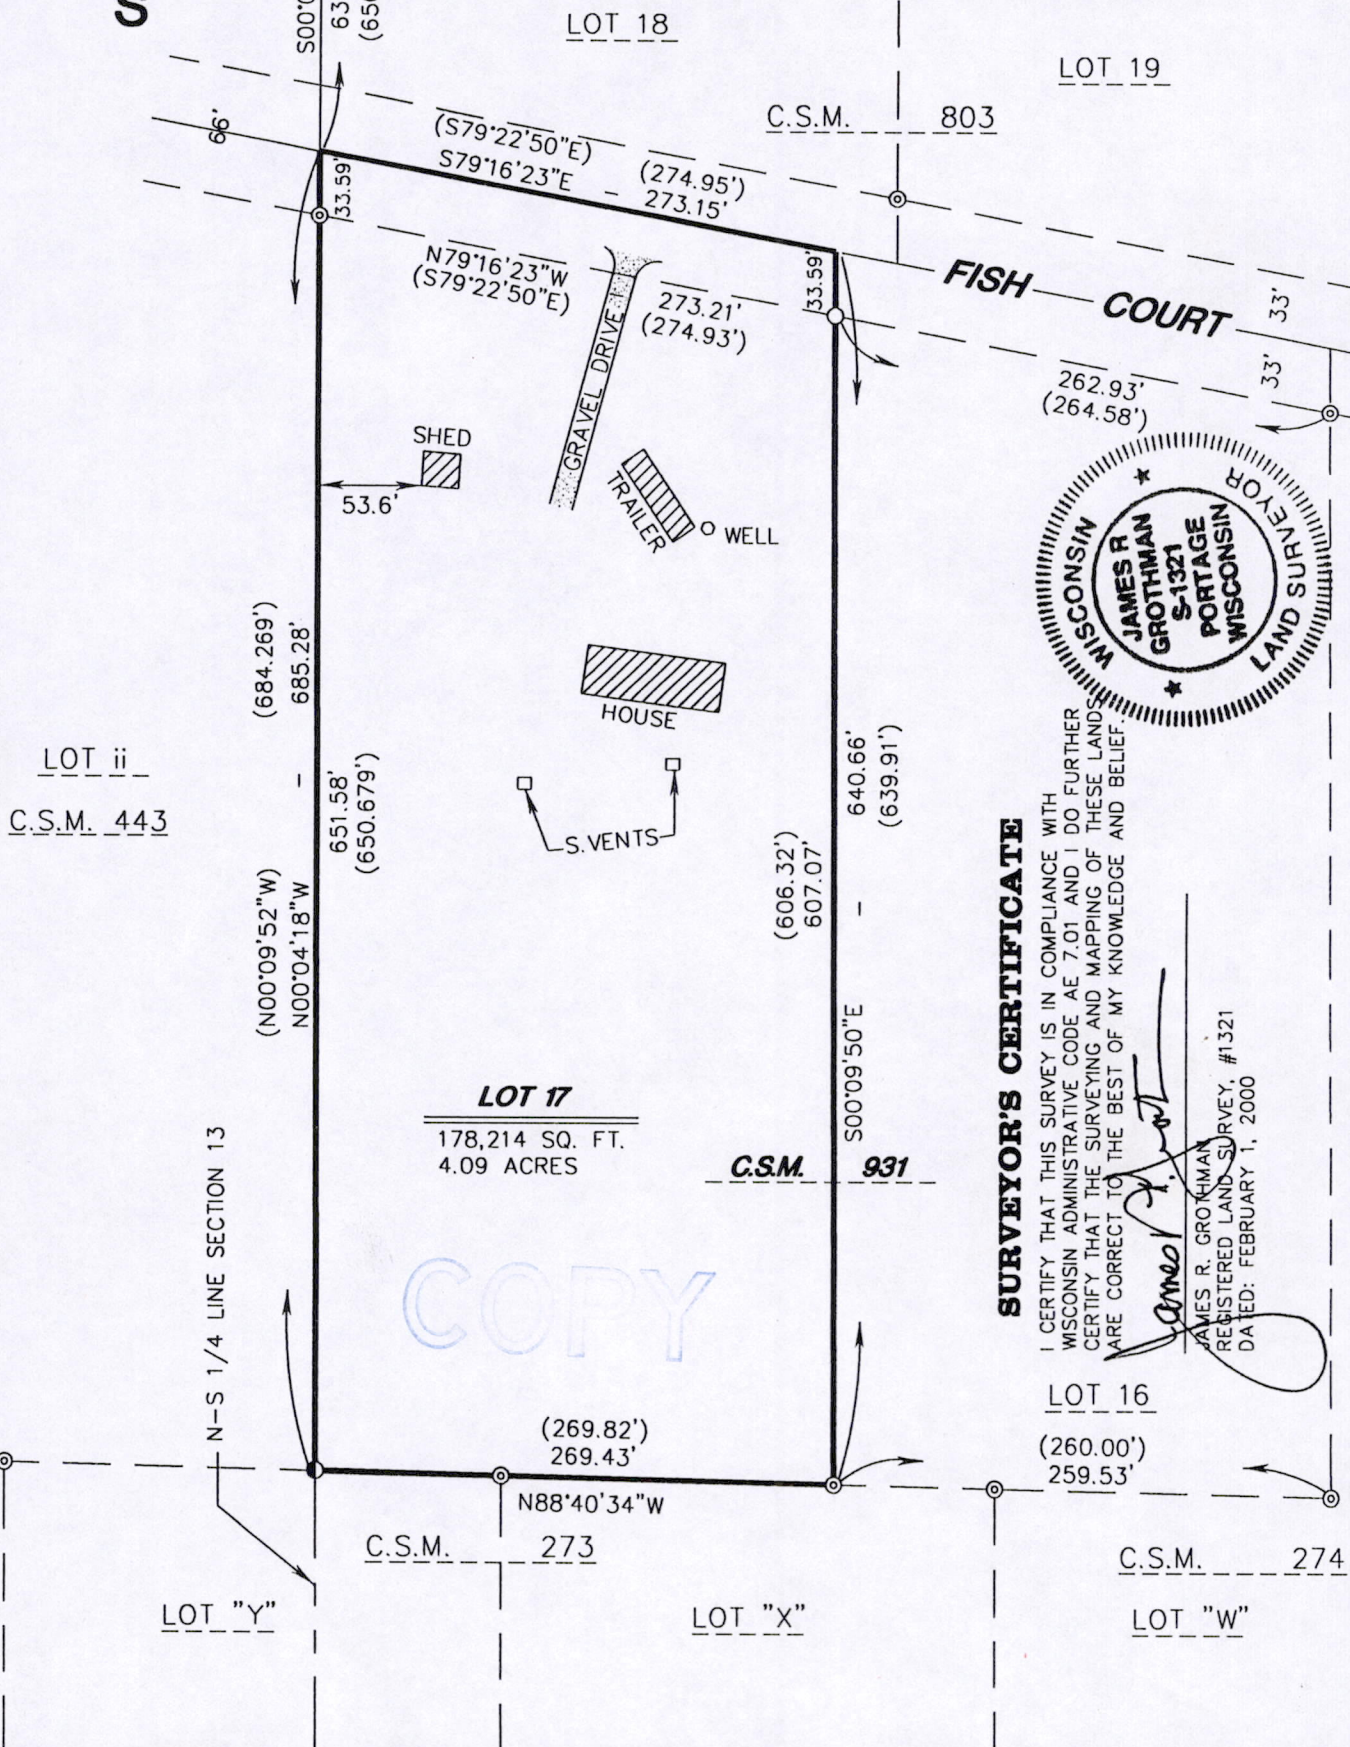 LOT 18
LOT 19
C.S.M. 803
66'
(S79°22'50"E)
(274.95')
S79°16'23"E - 273.15'
33.59'
N79°16'23"W
(S79°22'50"E)
273.21'
(274.93')
33.59'
FISH COURT
33'
33'
262.93'
(264.58')
GRAVEL DRIVE
SHED
53.6'
TRAILER
WELL
HOUSE
S.VENTS
WISCONSIN
LAND SURVEYOR
JAMES R
GROTHMAN
S-1321
PORTAGE
WISCONSIN
LOT ii
C.S.M. 443
(N00°09'52"W) (684.269')
N00°04'18"W - 685.28'
651.58'
(650.679')
(606.32')
607.07'
S00°09'50"E - 640.66'
(639.91')
LOT 17
178,214 SQ. FT.
4.09 ACRES
C.S.M. 931
COPY
SURVEYOR'S CERTIFICATE
I CERTIFY THAT THIS SURVEY IS IN COMPLIANCE WITH
WISCONSIN ADMINISTRATIVE CODE AE 7.01 AND I DO FURTHER
CERTIFY THAT THE SURVEYING AND MAPPING OF THESE LANDS
ARE CORRECT TO THE BEST OF MY KNOWLEDGE AND BELIEF.
James R. Grothman
JAMES R. GROTHMAN
REGISTERED LAND SURVEY, #1321
DATED: FEBRUARY 1, 2000
N-S 1/4 LINE SECTION 13
LOT 16
(260.00')
259.53'
(269.82')
269.43'
N88°40'34"W
C.S.M. 273
C.S.M. 274
LOT "Y"
LOT "X"
LOT "W"